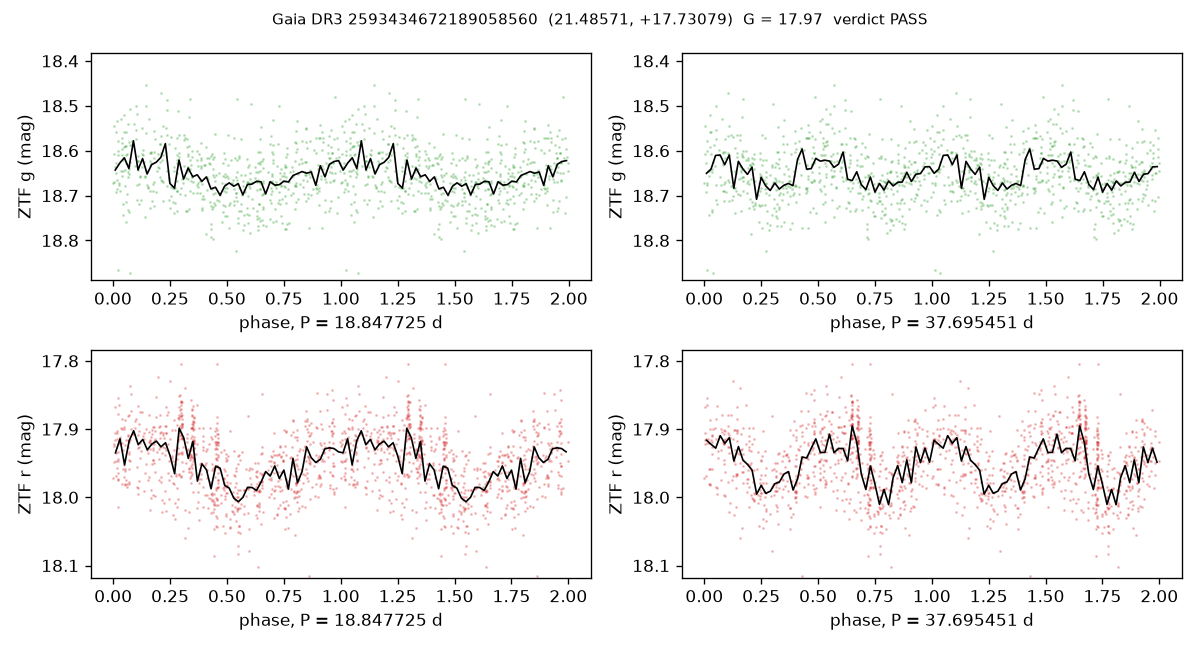 Gaia DR3 2593434672189058560 (21.48571, +17.73079) G = 17.97 verdict PASS
18.4
18.5
18.6
18.7
18.8
ZTF g (mag)
0.00 0.25 0.50 0.75 1.00 1.25 1.50 1.75 2.00
phase, P = 18.847725 d
18.4
18.5
18.6
18.7
18.8
ZTF g (mag)
0.00 0.25 0.50 0.75 1.00 1.25 1.50 1.75 2.00
phase, P = 37.695451 d
17.8
17.9
18.0
18.1
ZTF r (mag)
0.00 0.25 0.50 0.75 1.00 1.25 1.50 1.75 2.00
phase, P = 18.847725 d
17.8
17.9
18.0
18.1
ZTF r (mag)
0.00 0.25 0.50 0.75 1.00 1.25 1.50 1.75 2.00
phase, P = 37.695451 d